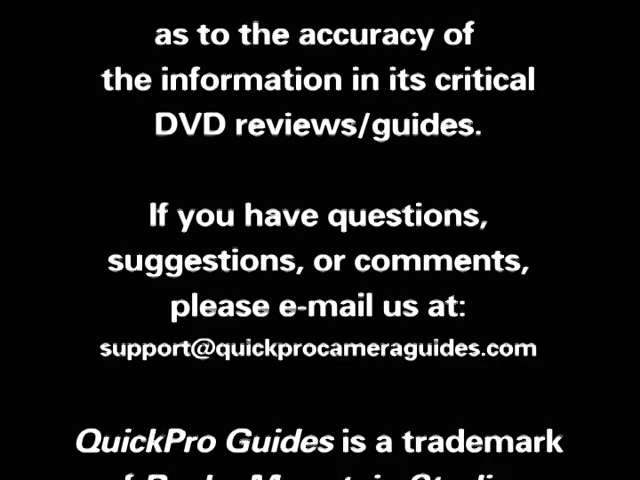 as to the accuracy of
the information in its critical
DVD reviews/guides.
If you have questions,
suggestions, or comments,
please e-mail us at:
support@quickprocameraguides.com
QuickPro Guides is a trademark